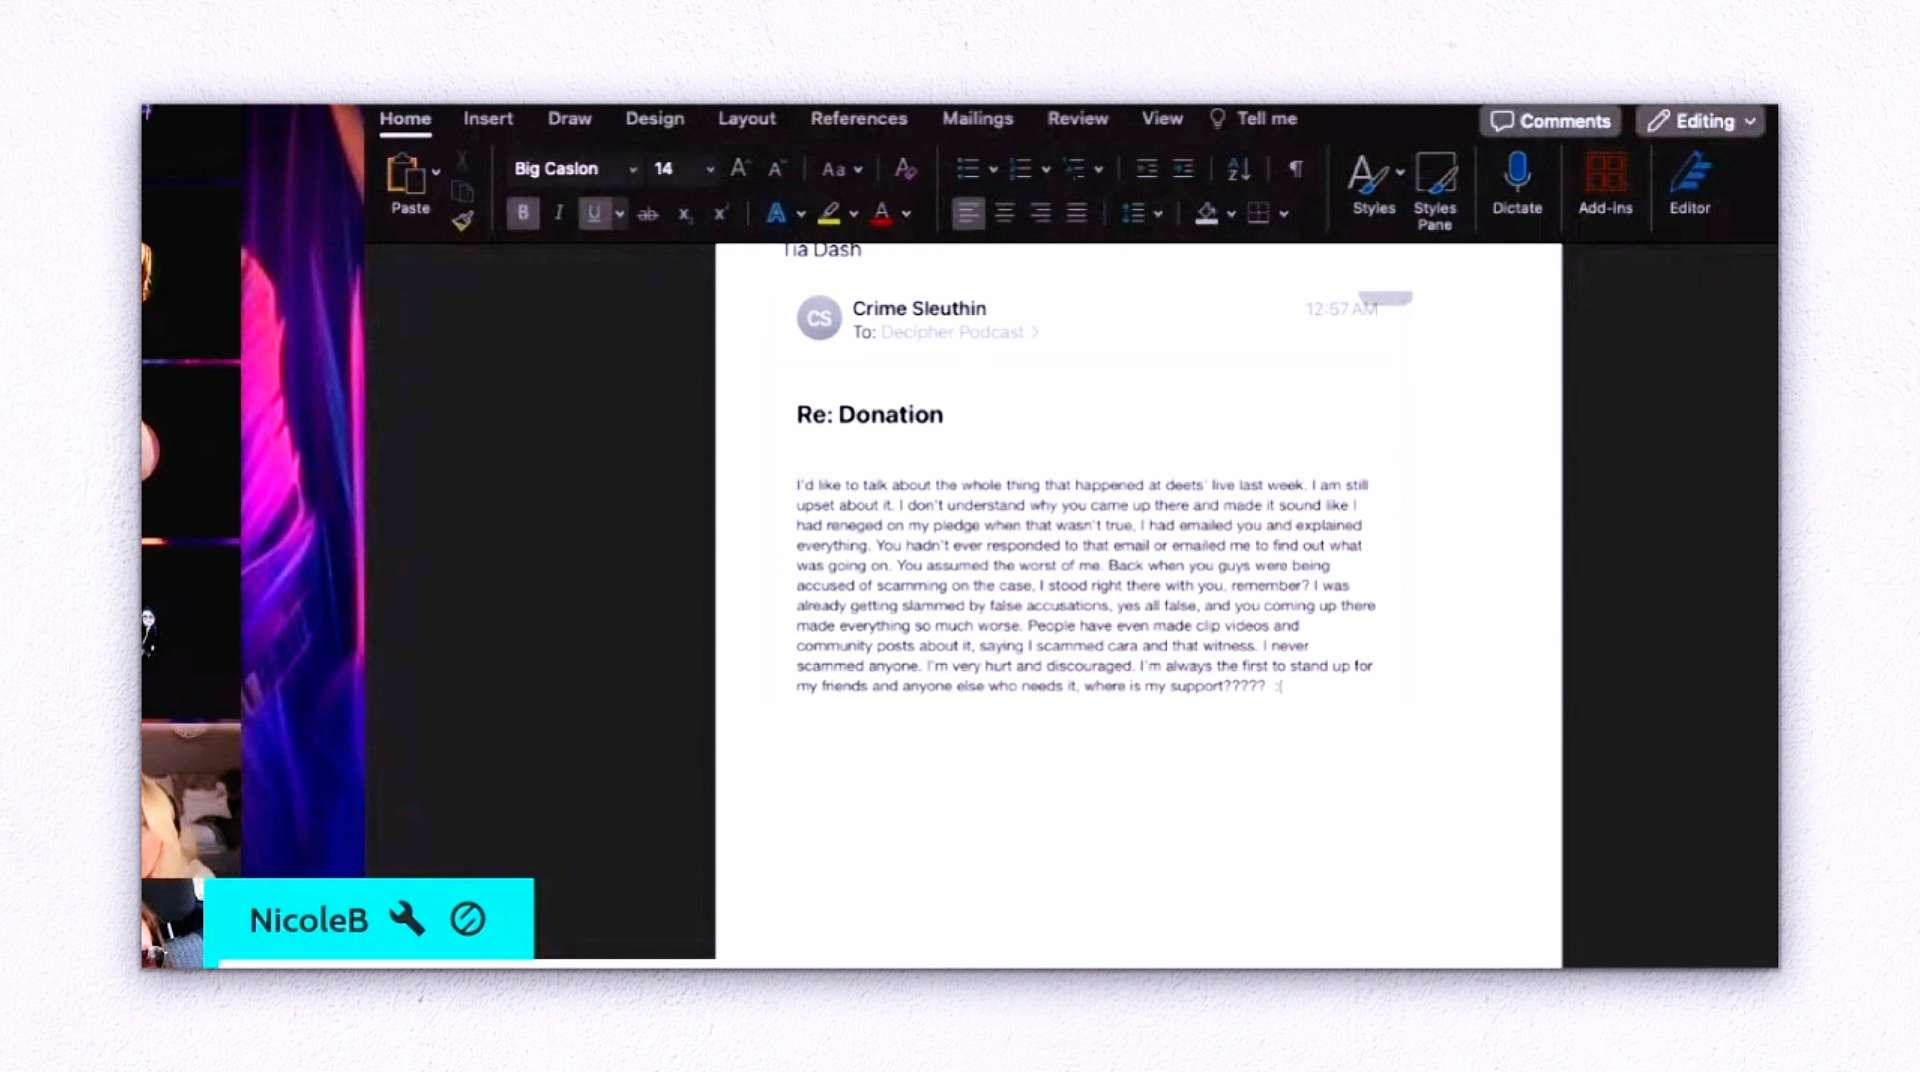 Home Insert Draw Design Layout References Mailings Review View Tell me Comments Editing
Big Caslon 14 Aa
Paste Styles Styles Pane Dictate Add-ins Editor
B I U ab x x A A
Tia Dash
CS Crime Sleuthin 12:57 AM
To: Decipher Podcast >
Re: Donation
I'd like to talk about the whole thing that happened at deets' live last week. I am still
upset about it. I don't understand why you came up there and made it sound like I
had reneged on my pledge when that wasn't true, I had emailed you and explained
everything. You hadn't ever responded to that email or emailed me to find out what
was going on. You assumed the worst of me. Back when you guys were being
accused of scamming on the case, I stood right there with you, remember? I was
already getting slammed by false accusations, yes all false, and you coming up there
made everything so much worse. People have even made clip videos and
community posts about it, saying I scammed cara and that witness. I never
scammed anyone. I'm very hurt and discouraged. I'm always the first to stand up for
my friends and anyone else who needs it, where is my support????? :(
NicoleB